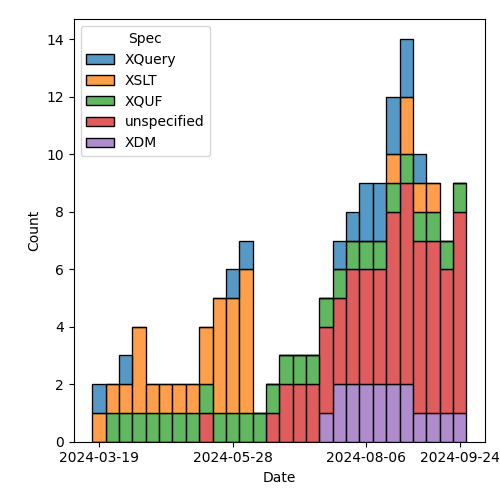 Spec
XQuery
XSLT
XQUF
unspecified
XDM
14
12
10
8
6
4
2
0
Count
2024-03-19 2024-05-28 2024-08-06 2024-09-24
Date